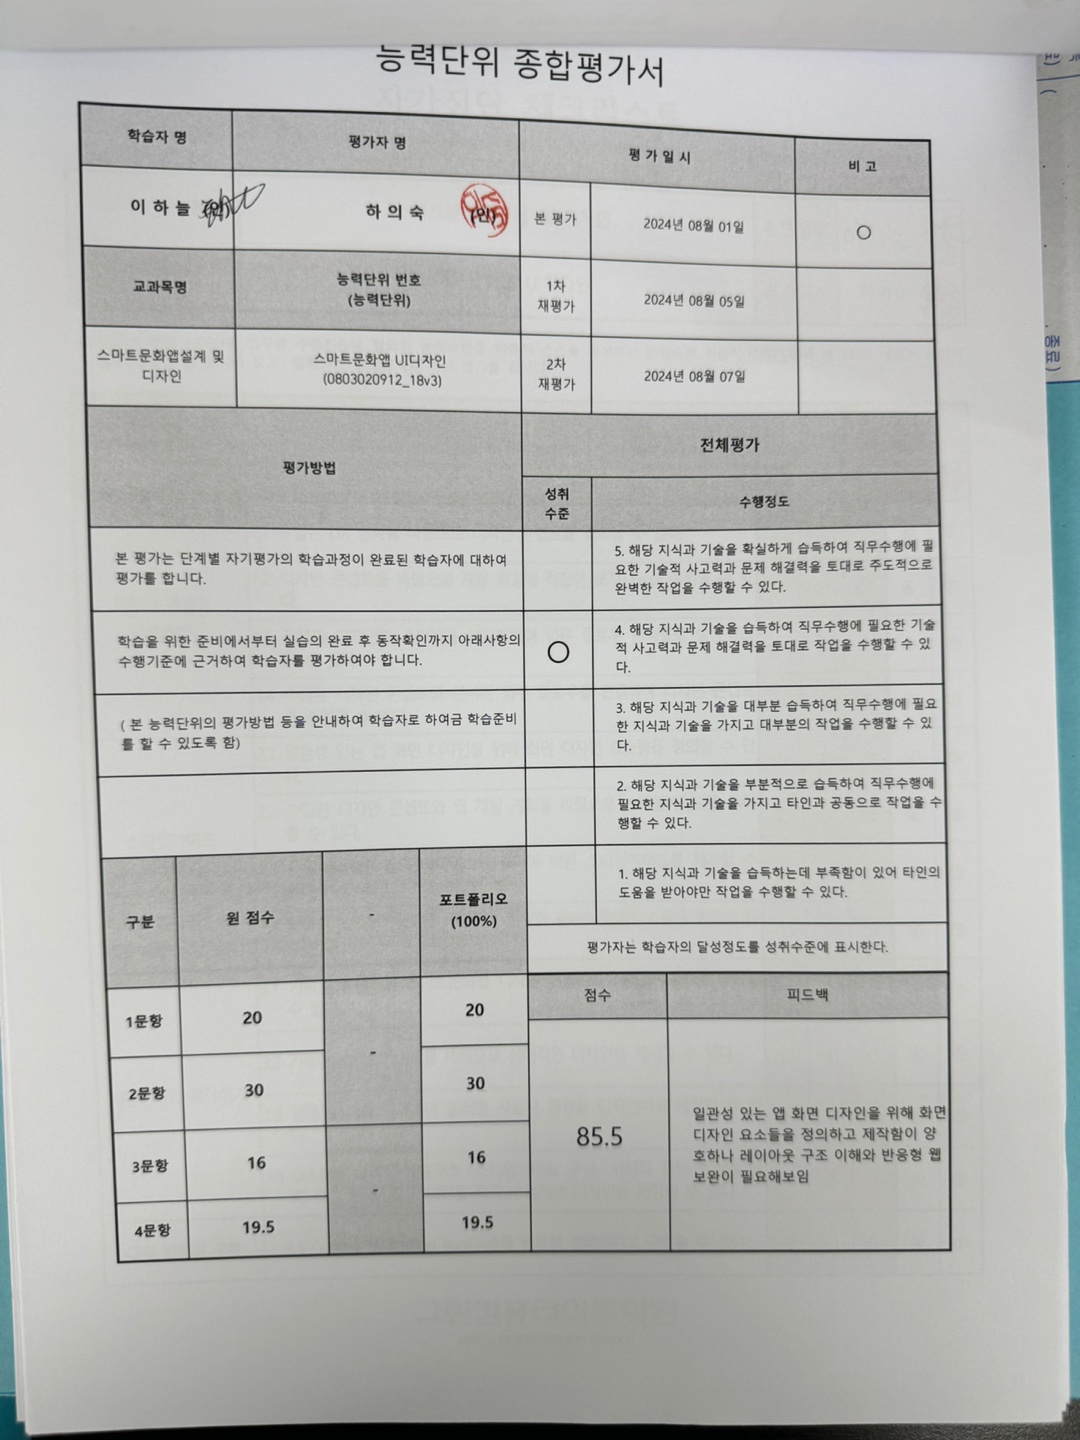 능력단위 종합평가서
학습자 명
평가자 명
평 가 일 시
비 고
이 하 늘 (인)
하 의 숙
(인)
본 평가
2024년 08월 01일
○
교과목명
능력단위 번호
(능력단위)
1차
재평가
2024년 08월 05일
스마트문화앱설계 및
디자인
스마트문화앱 UI디자인
(0803020912_18v3)
2차
재평가
2024년 08월 07일
평가방법
전체평가
성취
수준
수행정도
본 평가는 단계별 자기평가의 학습과정이 완료된 학습자에 대하여
평가를 합니다.
5. 해당 지식과 기술을 확실하게 습득하여 직무수행에 필
요한 기술적 사고력과 문제 해결력을 토대로 주도적으로
완벽한 작업을 수행할 수 있다.
학습을 위한 준비에서부터 실습의 완료 후 동작확인까지 아래사항의
수행기준에 근거하여 학습자를 평가하여야 합니다.
○
4. 해당 지식과 기술을 습득하여 직무수행에 필요한 기술
적 사고력과 문제 해결력을 토대로 작업을 수행할 수 있
다.
( 본 능력단위의 평가방법 등을 안내하여 학습자로 하여금 학습준비
를 할 수 있도록 함)
3. 해당 지식과 기술을 대부분 습득하여 직무수행에 필요
한 지식과 기술을 가지고 대부분의 작업을 수행할 수 있
다.
2. 해당 지식과 기술을 부분적으로 습득하여 직무수행에
필요한 지식과 기술을 가지고 타인과 공동으로 작업을 수
행할 수 있다.
1. 해당 지식과 기술을 습득하는데 부족함이 있어 타인의
도움을 받아야만 작업을 수행할 수 있다.
평가자는 학습자의 달성정도를 성취수준에 표시한다.
구분
원 점수
-
포트폴리오
(100%)
점수
피드백
1문항
20
-
20
2문항
30
30
3문항
16
-
16
4문항
19.5
19.5
85.5
일관성 있는 앱 화면 디자인을 위해 화면
디자인 요소들을 정의하고 제작함이 양
호하나 레이아웃 구조 이해와 반응형 웹
보완이 필요해보임